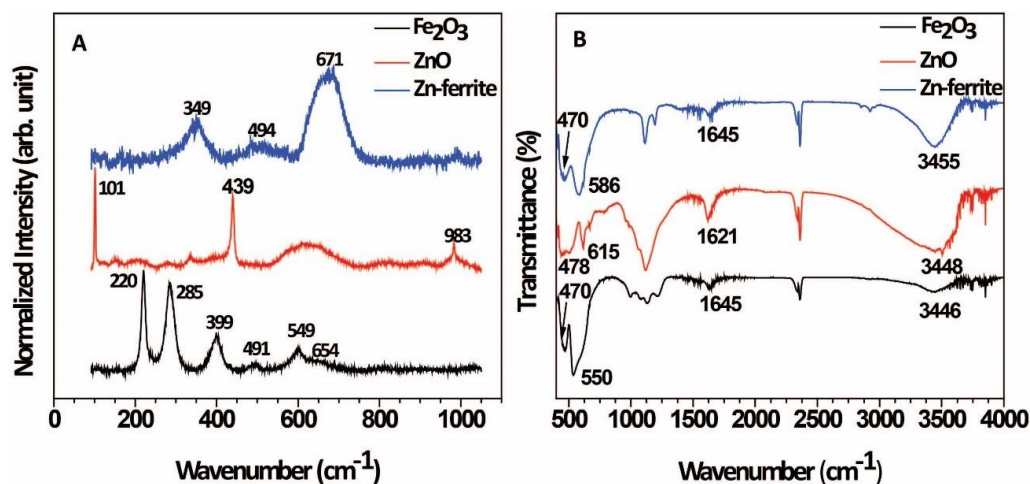 A
Fe₂O₃
ZnO
Zn-ferrite
671
349
494
101
439
983
220
285
399
491
549
654
Normalized Intensity (arb. unit)
0 200 400 600 800 1000
Wavenumber (cm⁻¹)
B
Fe₂O₃
ZnO
Zn-ferrite
470
586
1645
3455
478
615
1621
3448
470
550
1645
3446
Transmittance (%)
500 1000 1500 2000 2500 3000 3500 4000
Wavenumber (cm⁻¹)